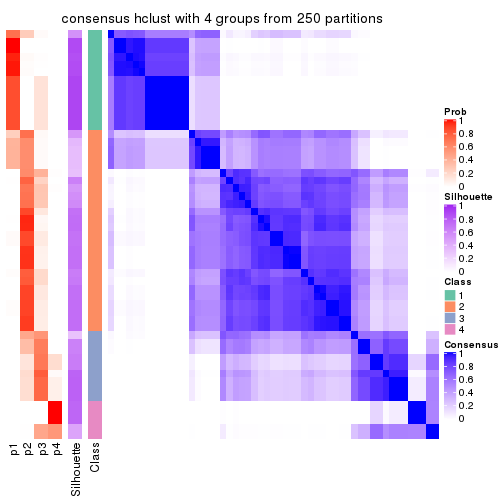 consensus hclust with 4 groups from 250 partitions
Prob
1
0.8
0.6
0.4
0.2
0
Silhouette
1
0.8
0.6
0.4
0.2
0
Class
1
2
3
4
Consensus
1
0.8
0.6
0.4
0.2
0
p1
p2
p3
p4
Silhouette
Class